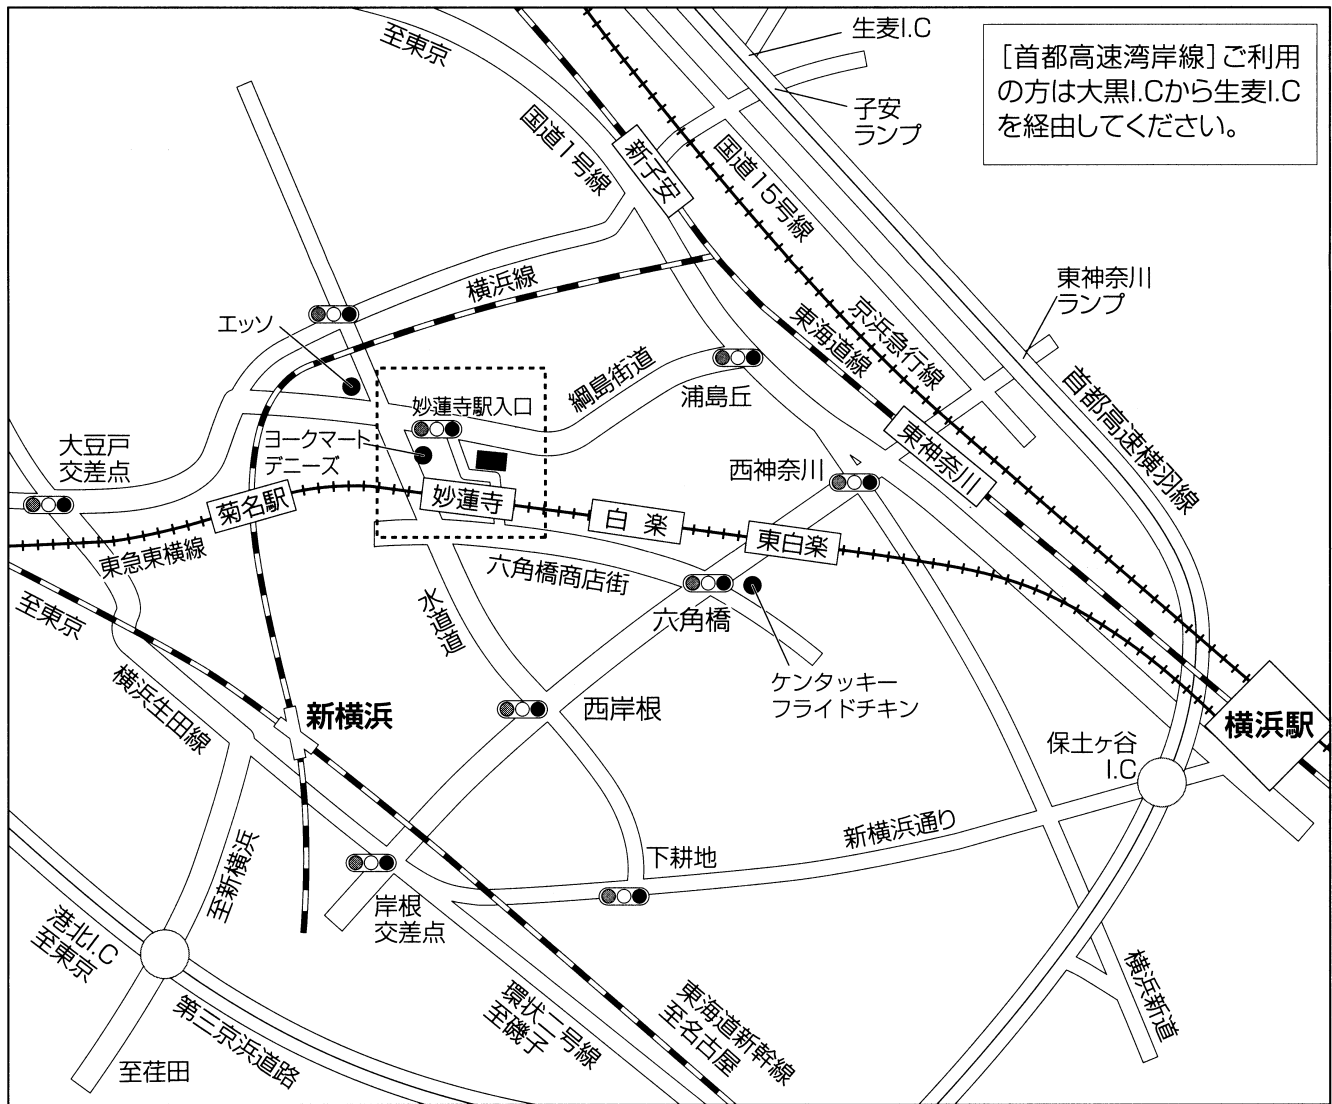 至東京
生麦I.C
［首都高速湾岸線］ご利用
の方は大黒I.Cから生麦I.C
を経由してください。
子安
ランプ
国道1号線
新子安
国道15号線
東神奈川
ランプ
横浜線
エッソ
京浜急行線
東海道線
綱島街道
浦島丘
首都高速横羽線
妙蓮寺駅入口
大豆戸
交差点
ヨークマート
デニーズ
東神奈川
西神奈川
菊名駅
妙蓮寺
白楽
東白楽
東急東横線
六角橋商店街
至東京
水道道
六角橋
ケンタッキー
フライドチキン
横浜生田線
新横浜
西岸根
横浜駅
保土ヶ谷
I.C
新横浜通り
下耕地
至新横浜
岸根
交差点
港北I.C
至東京
横浜新道
環状二号線
至磯子
東海道新幹線
至名古屋
第三京浜道路
至荏田